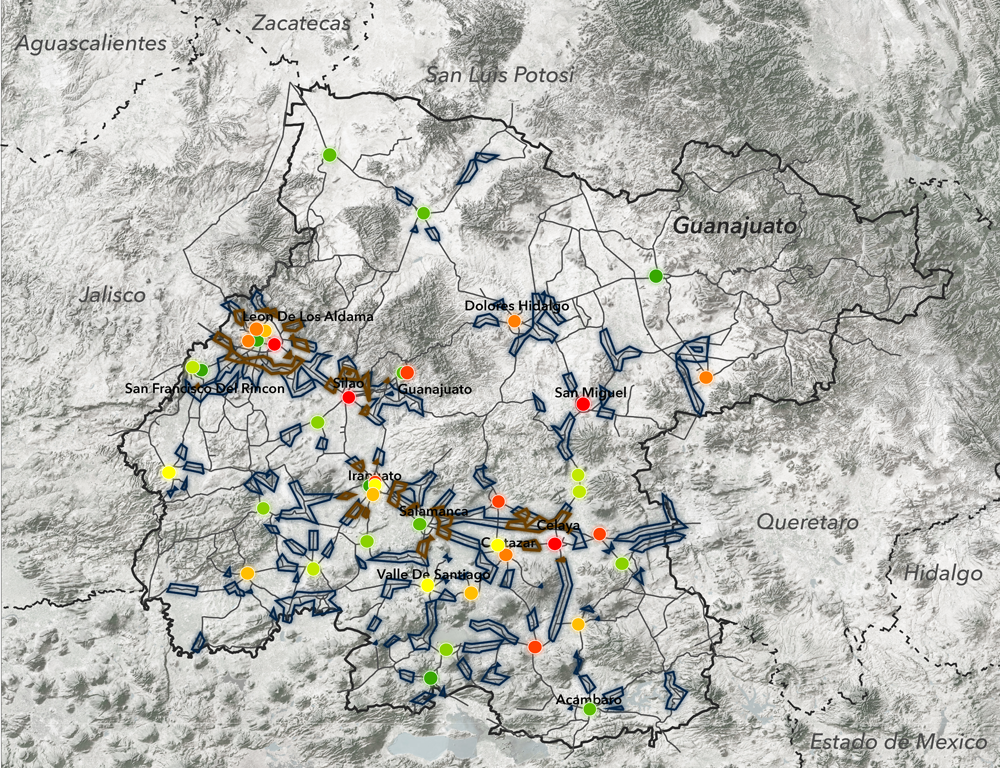 Zacatecas
Aguascalientes
San Luis Potosi
Guanajuato
Jalisco
Dolores Hidalgo
Leon De Los Aldama
Silao
San Francisco Del Rincon
Guanajuato
San Miguel
Irapuato
Salamanca
Celaya
Queretaro
Cortazar
Hidalgo
Valle De Santiago
Acambaro
Estado de Mexico